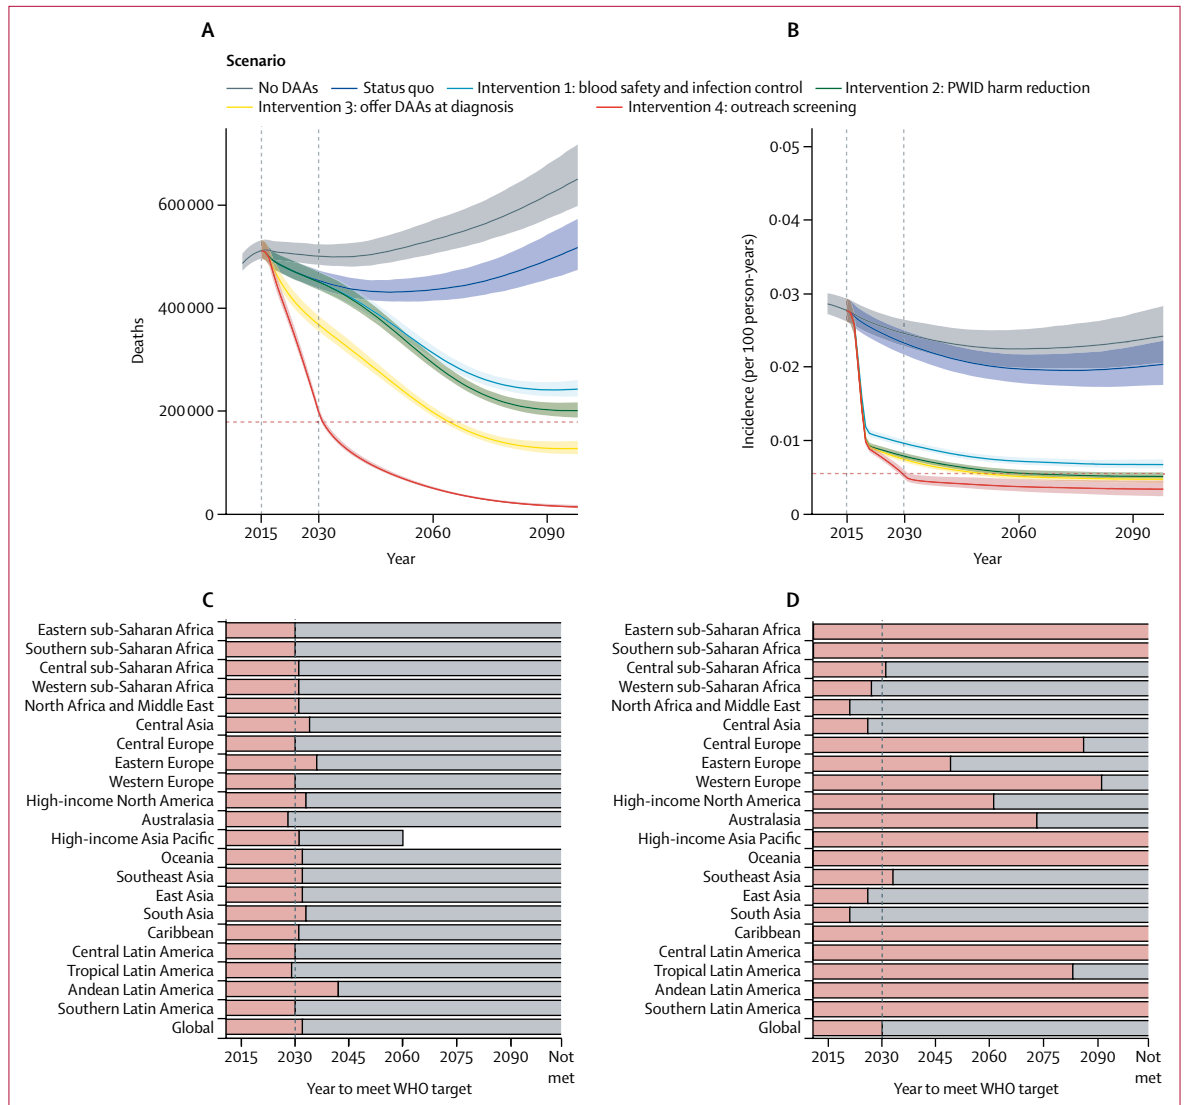 A
B
Scenario
No DAAs Status quo Intervention 1: blood safety and infection control Intervention 2: PWID harm reduction
Intervention 3: offer DAAs at diagnosis Intervention 4: outreach screening
600 000
400 000
200 000
0
Deaths
2015 2030 2060 2090
Year
0·05
0·04
0·03
0·02
0·01
0
Incidence (per 100 person-years)
2015 2030 2060 2090
Year
C
Eastern sub-Saharan Africa
Southern sub-Saharan Africa
Central sub-Saharan Africa
Western sub-Saharan Africa
North Africa and Middle East
Central Asia
Central Europe
Eastern Europe
Western Europe
High-income North America
Australasia
High-income Asia Pacific
Oceania
Southeast Asia
East Asia
South Asia
Caribbean
Central Latin America
Tropical Latin America
Andean Latin America
Southern Latin America
Global
2015 2030 2045 2060 2075 2090 Not
met
Year to meet WHO target
D
Eastern sub-Saharan Africa
Southern sub-Saharan Africa
Central sub-Saharan Africa
Western sub-Saharan Africa
North Africa and Middle East
Central Asia
Central Europe
Eastern Europe
Western Europe
High-income North America
Australasia
High-income Asia Pacific
Oceania
Southeast Asia
East Asia
South Asia
Caribbean
Central Latin America
Tropical Latin America
Andean Latin America
Southern Latin America
Global
2015 2030 2045 2060 2075 2090 Not
met
Year to meet WHO target